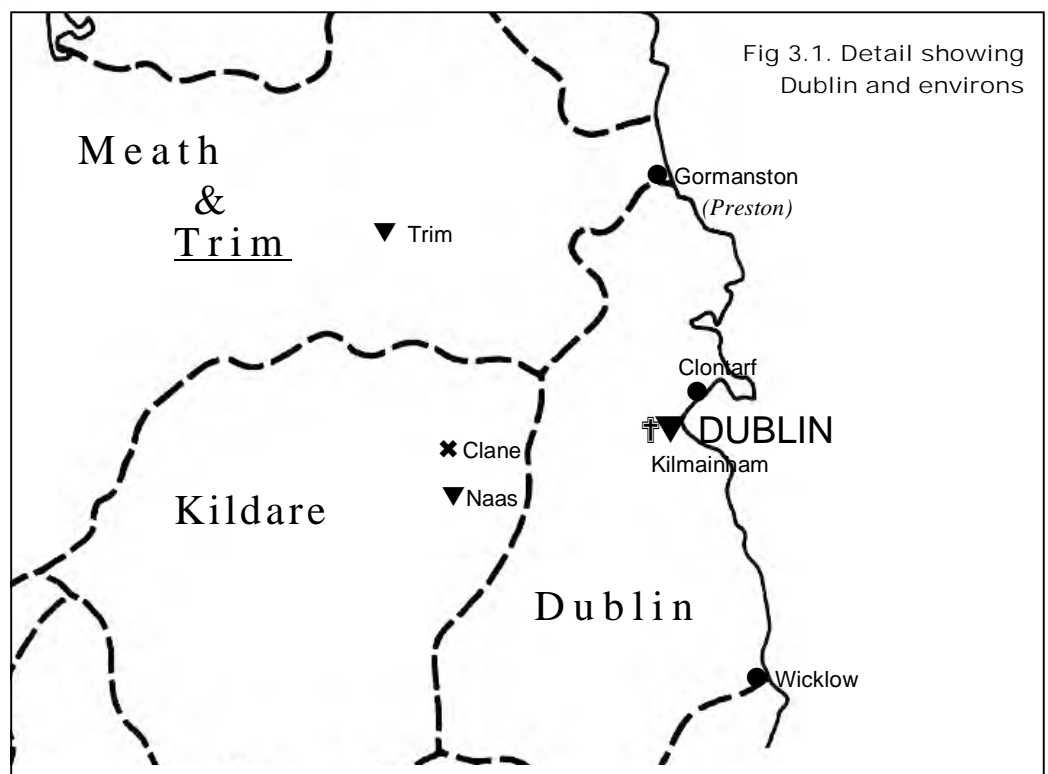 Fig 3.1. Detail showing
Dublin and environs
Meath
&
Trim
Gormanston
(Preston)
Trim
Clontarf
DUBLIN
Kilmainham
Clane
Naas
Kildare
Dublin
Wicklow